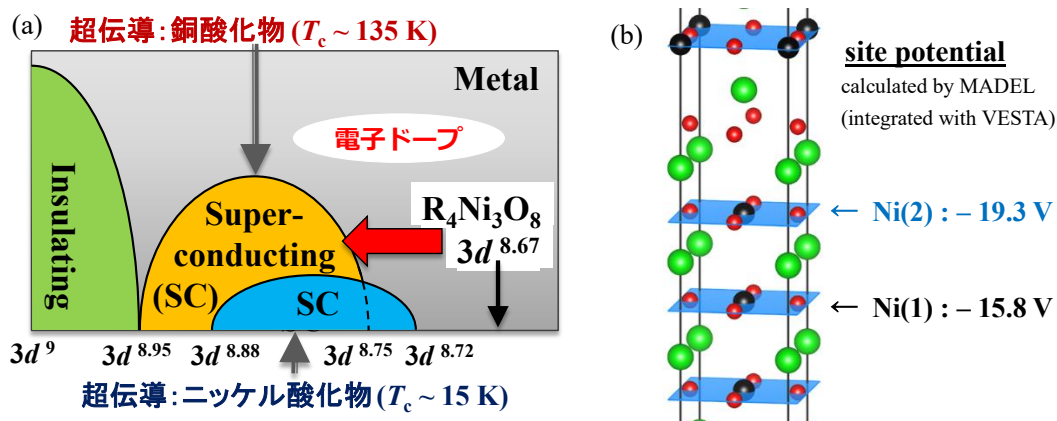 (a)
超伝導：銅酸化物 (Tc ~ 135 K)
Metal
電子ドープ
Insulating
Super-
conducting
(SC)
SC
R4Ni3O8
3d 8.67
3d 9
3d 8.95
3d 8.88
3d 8.75
3d 8.72
超伝導：ニッケル酸化物 (Tc ~ 15 K)
(b)
site potential
calculated by MADEL
(integrated with VESTA)
← Ni(2) : – 19.3 V
← Ni(1) : – 15.8 V